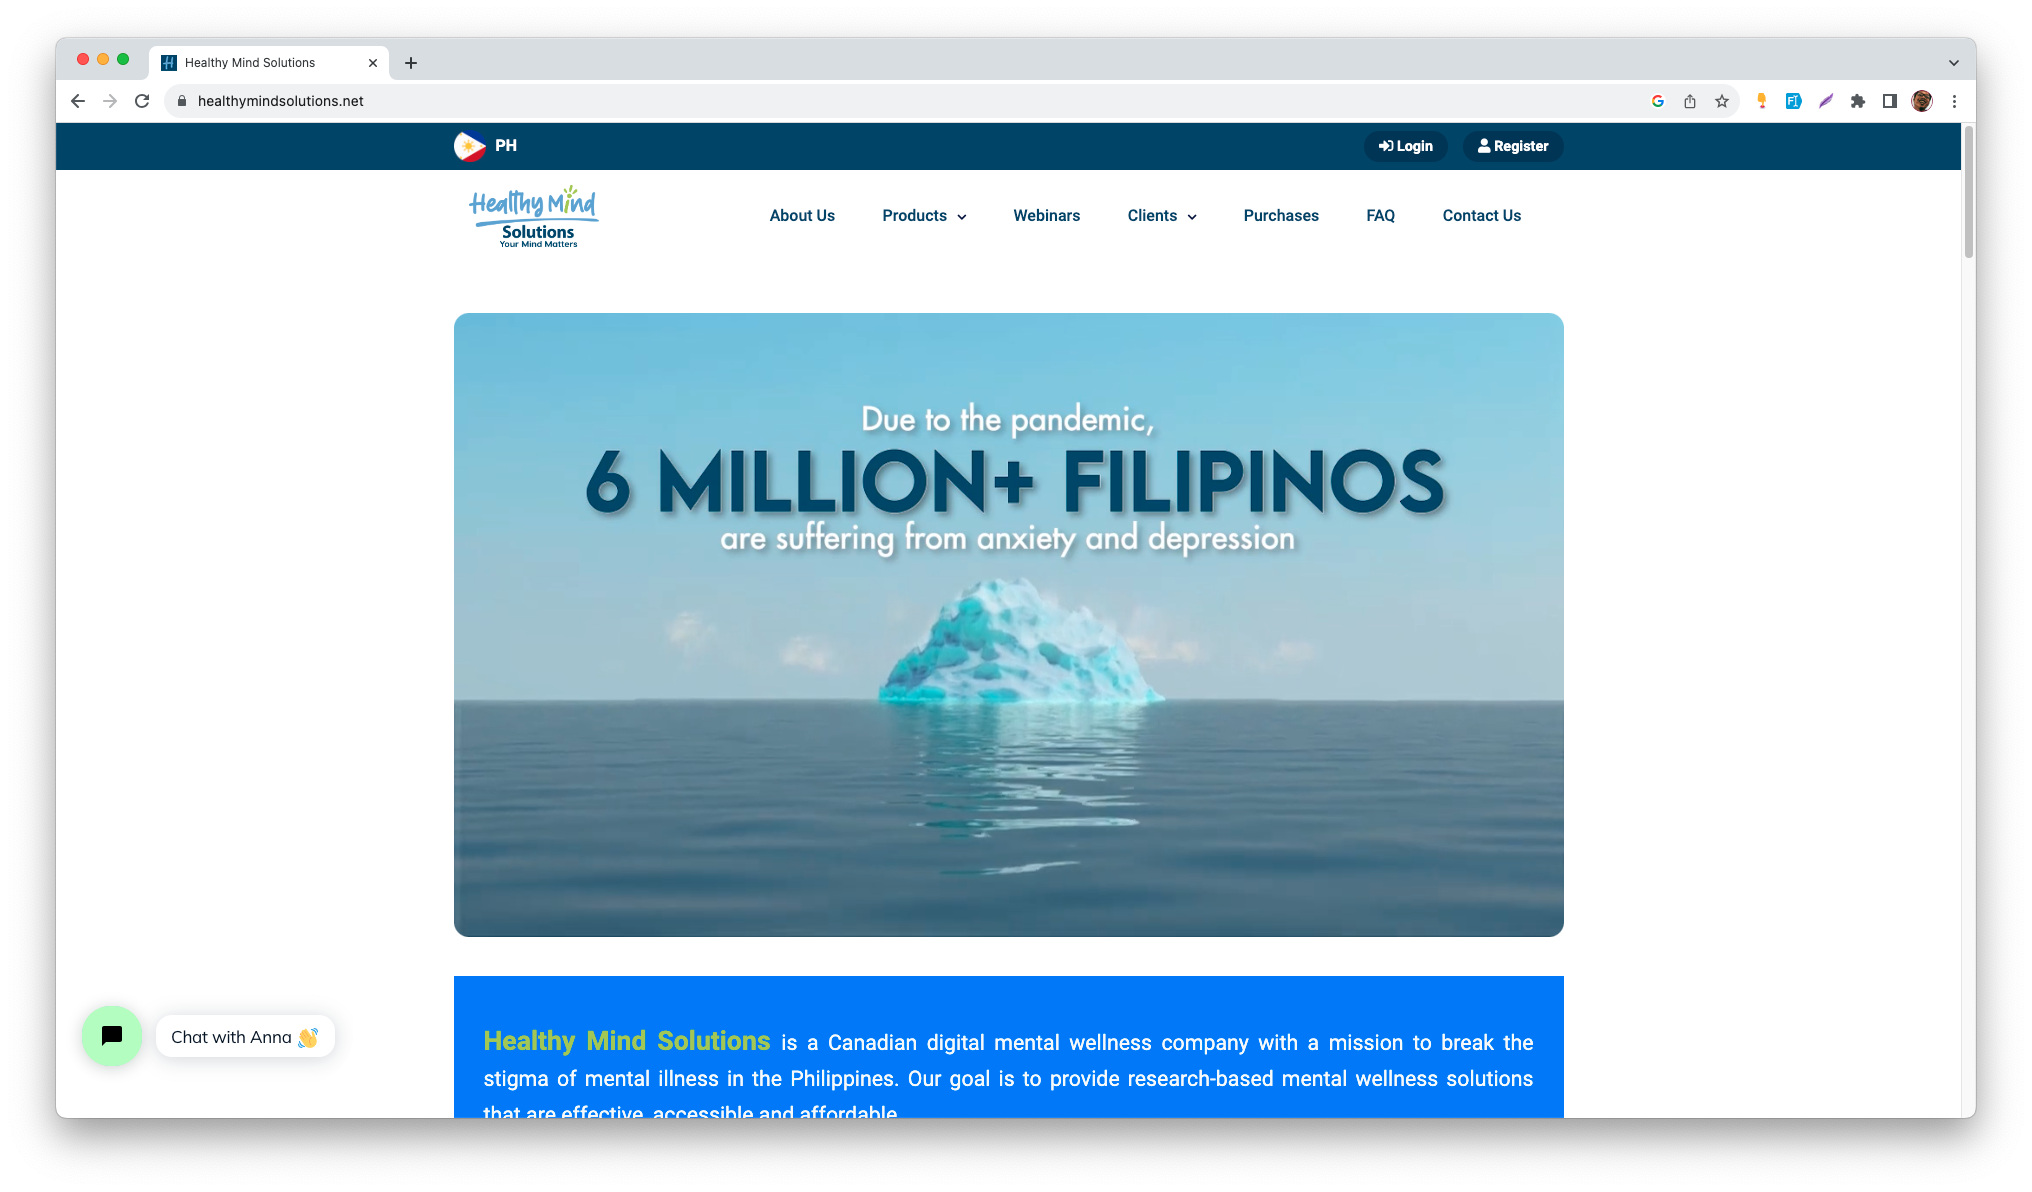 Healthy Mind Solutions
healthymindsolutions.net
PH
Login
Register
Healthy Mind
Solutions
Your Mind Matters
About Us
Products
Webinars
Clients
Purchases
FAQ
Contact Us
Due to the pandemic,
6 MILLION+ FILIPINOS
are suffering from anxiety and depression
Chat with Anna 👋
Healthy Mind Solutions is a Canadian digital mental wellness company with a mission to break the
stigma of mental illness in the Philippines. Our goal is to provide research-based mental wellness solutions
that are effective, accessible and affordable